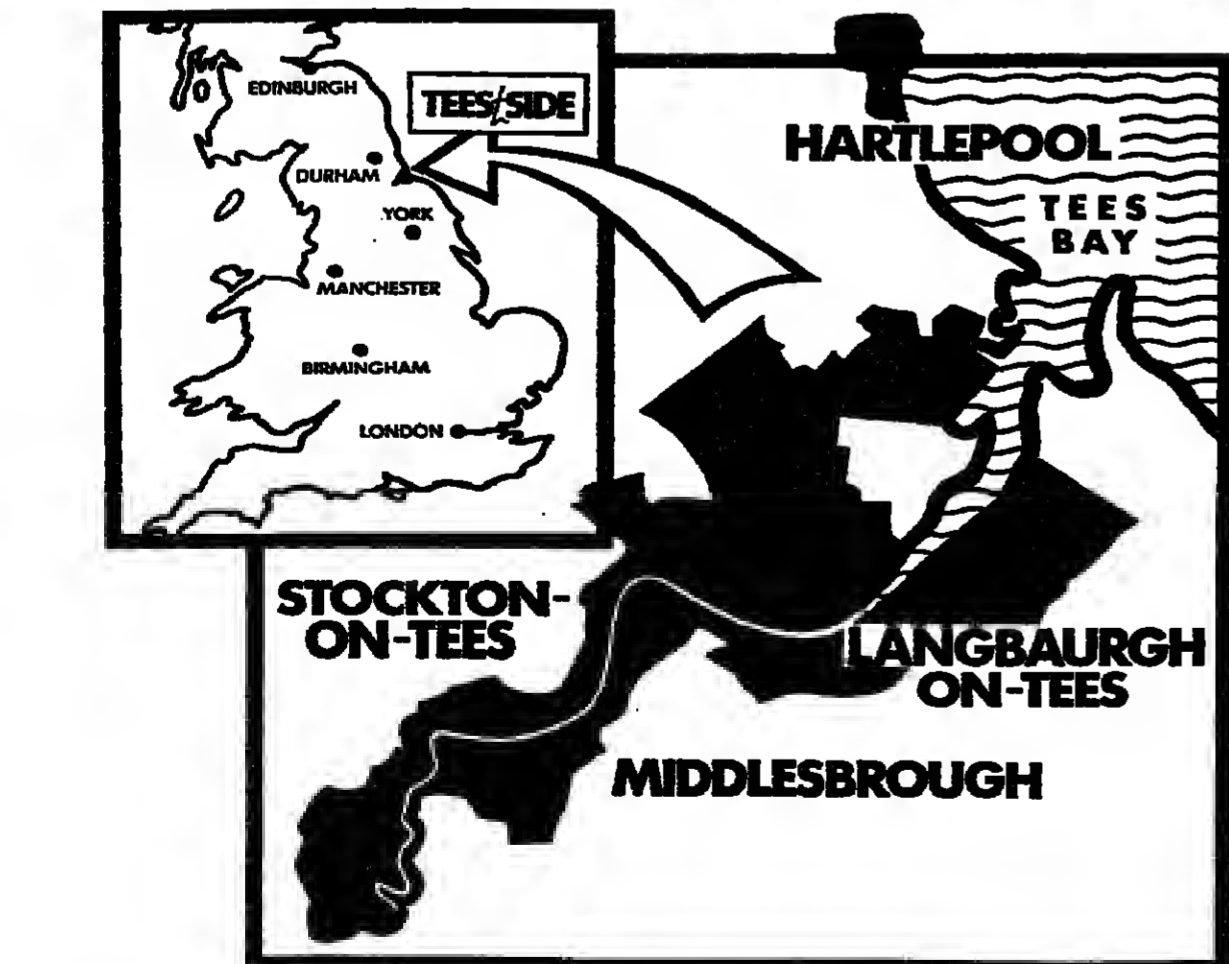 EDINBURGH
TEES/SIDE
DURHAM
YORK
MANCHESTER
BIRMINGHAM
LONDON
HARTLEPOOL
TEES
BAY
STOCKTON-
ON-TEES
LANGBAURGH
ON-TEES
MIDDLESBROUGH